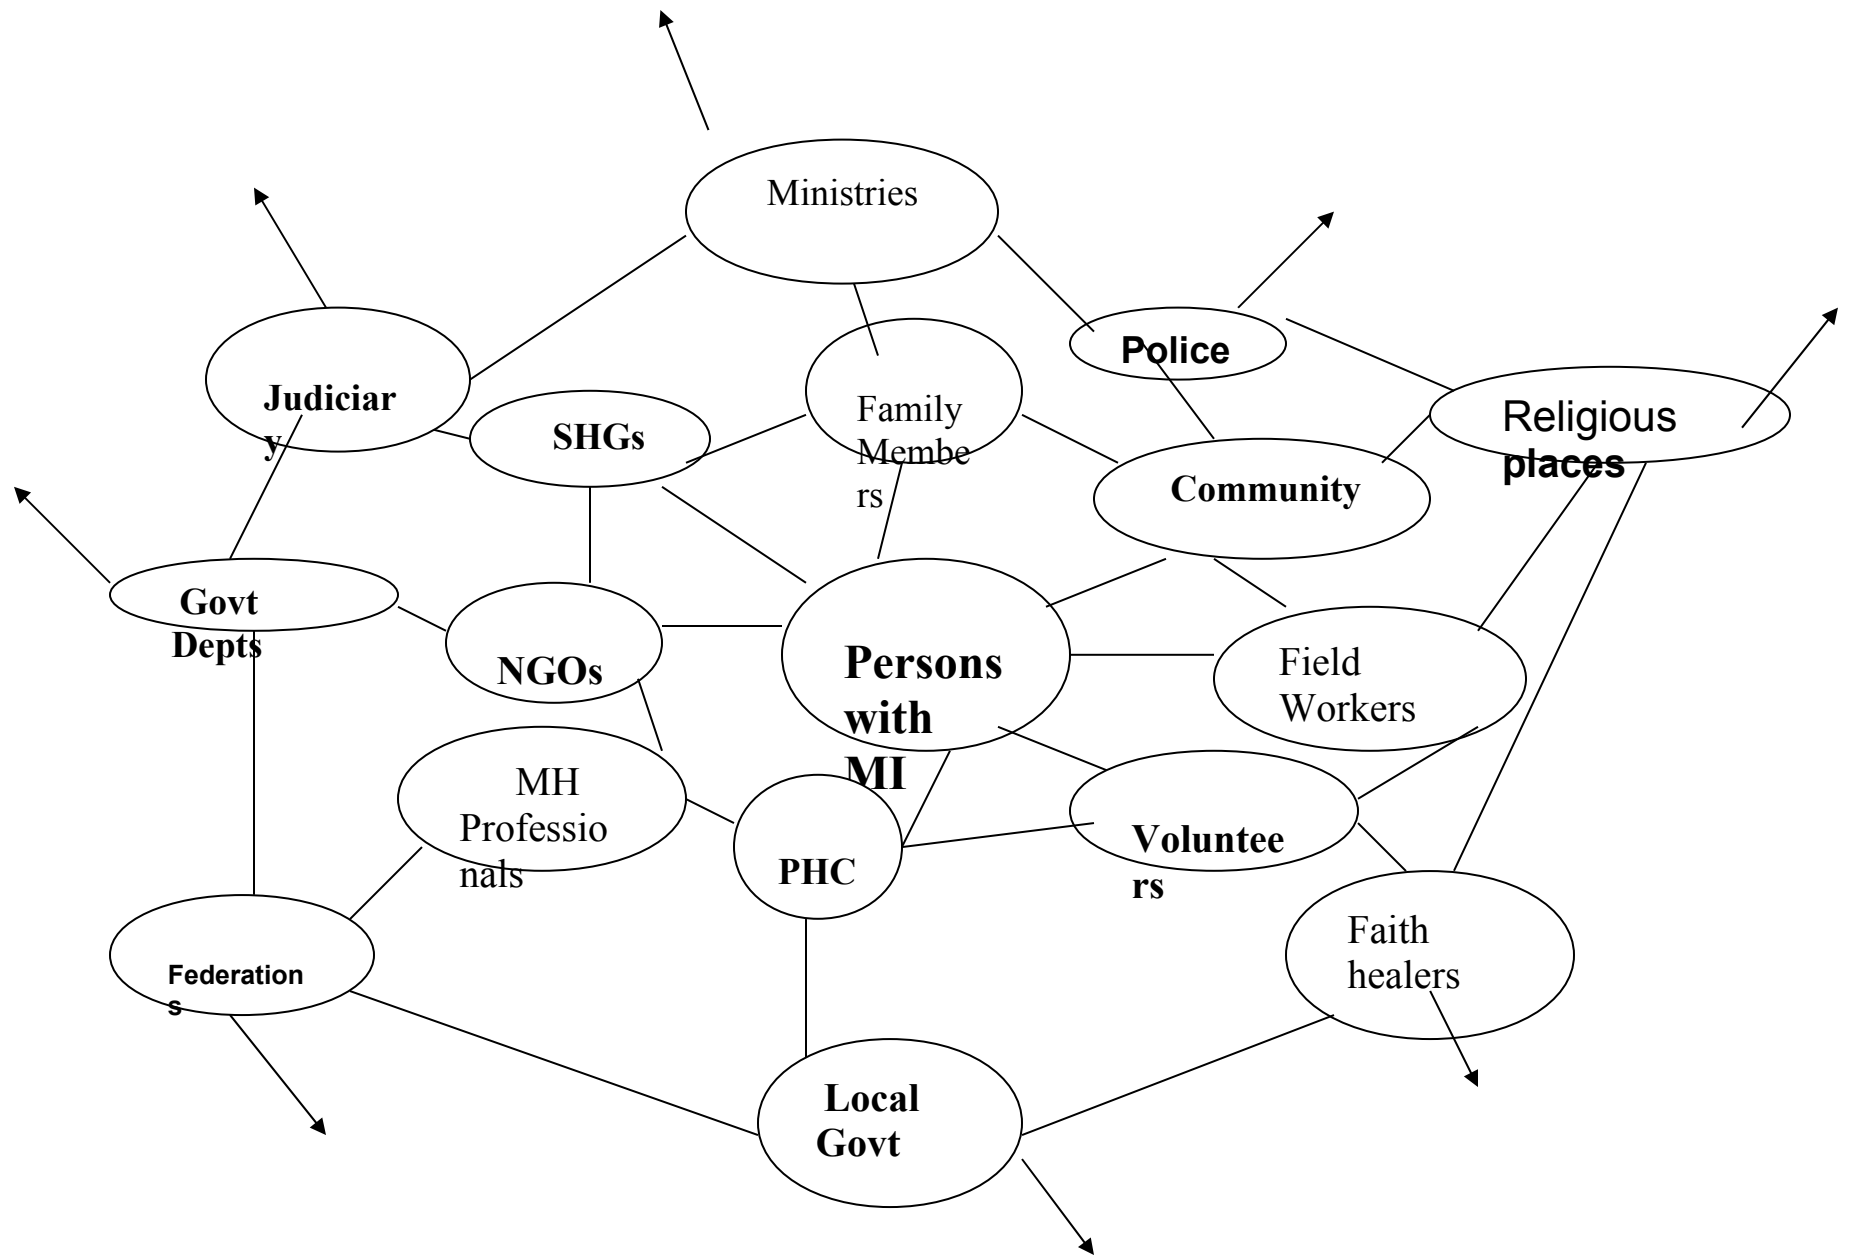 Ministries
Police
Judiciar
y
SHGs
Family
Membe
rs
Religious
places
Community
Govt
Depts
NGOs
Persons
with
MI
Field
Workers
MH
Professio
nals
PHC
Voluntee
rs
Federation
s
Faith
healers
Local
Govt